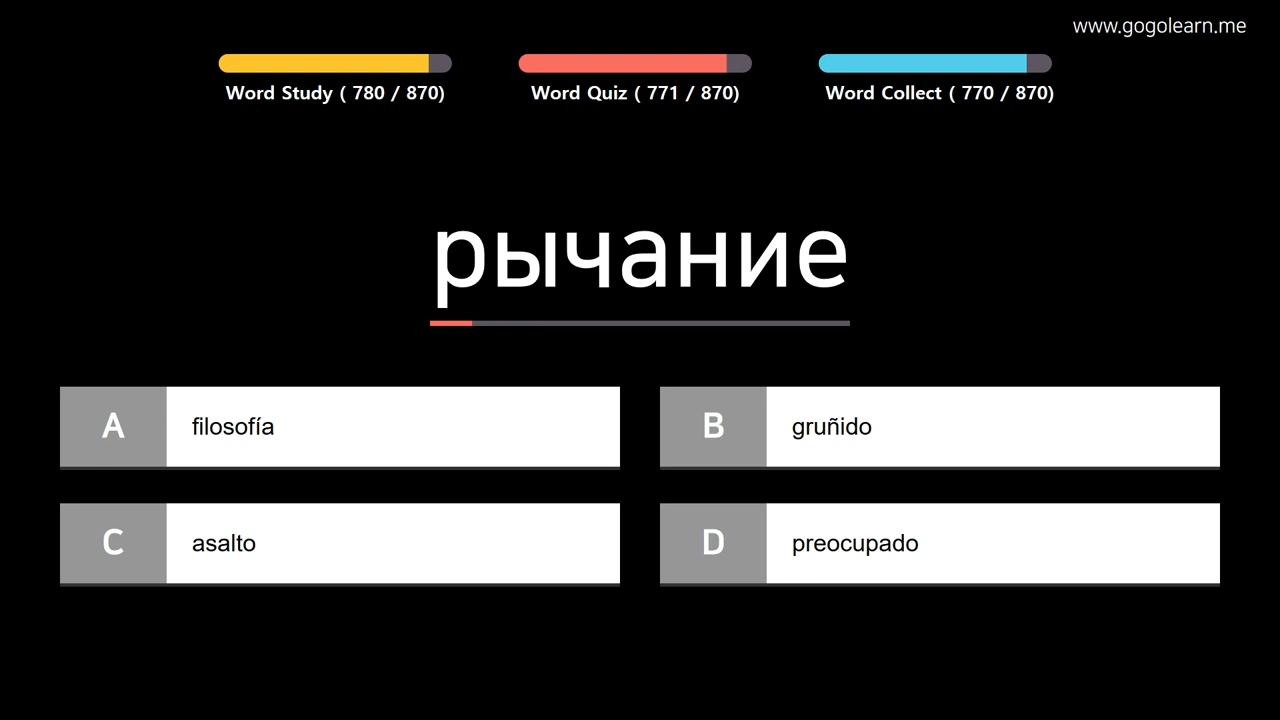 www.gogolearn.me
Word Study ( 780 / 870)
Word Quiz ( 771 / 870)
Word Collect ( 770 / 870)
рычание
A filosofía
B gruñido
C asalto
D preocupado